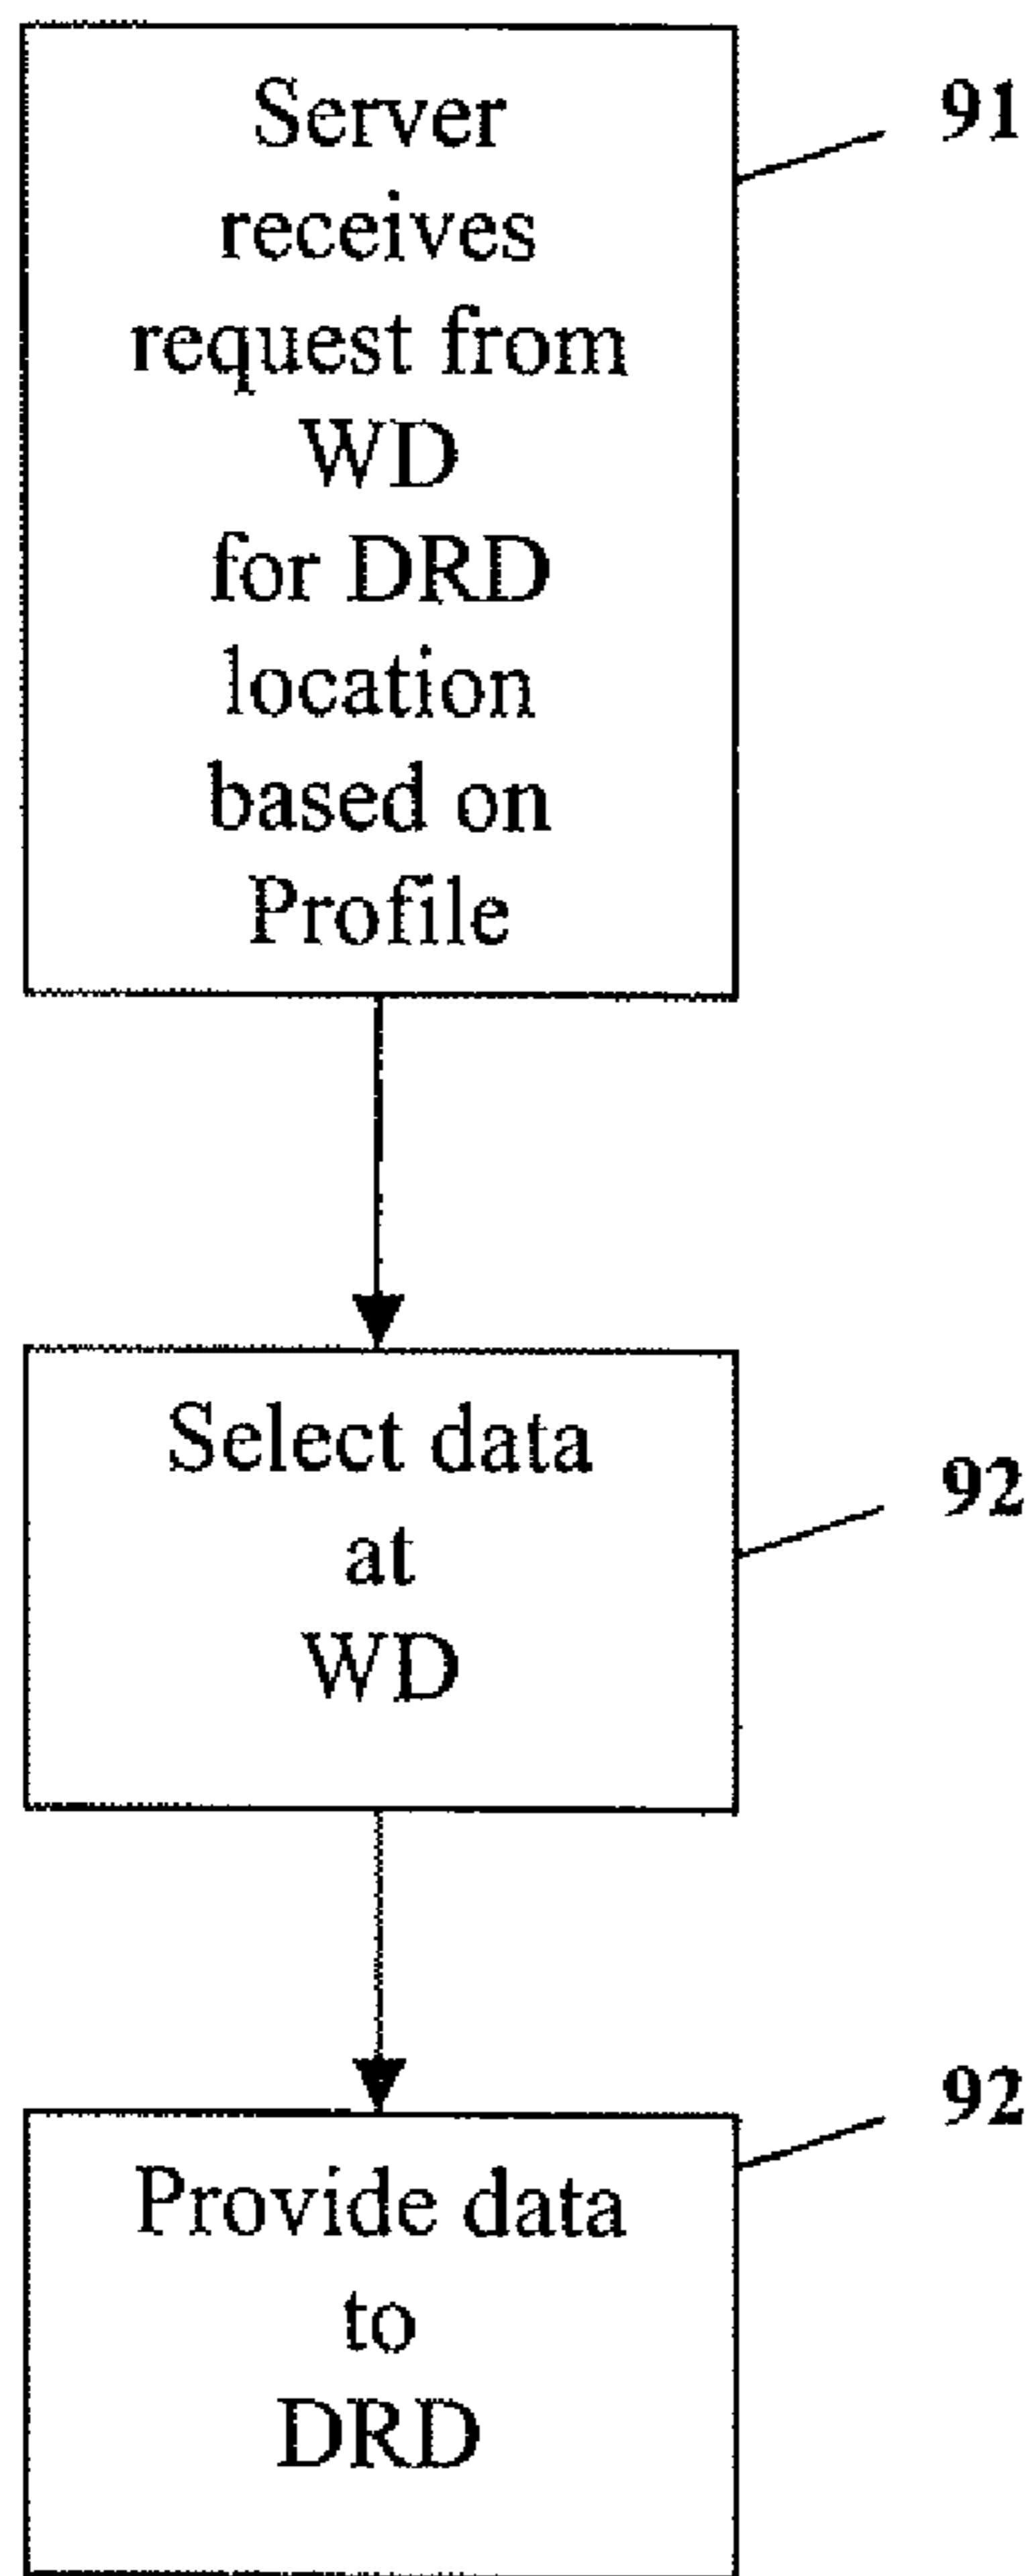 Server
91
receives
request from
WD
for DRD
location
based on
Profile
Select data
92
at
WD
Provide data
92
to
DRD